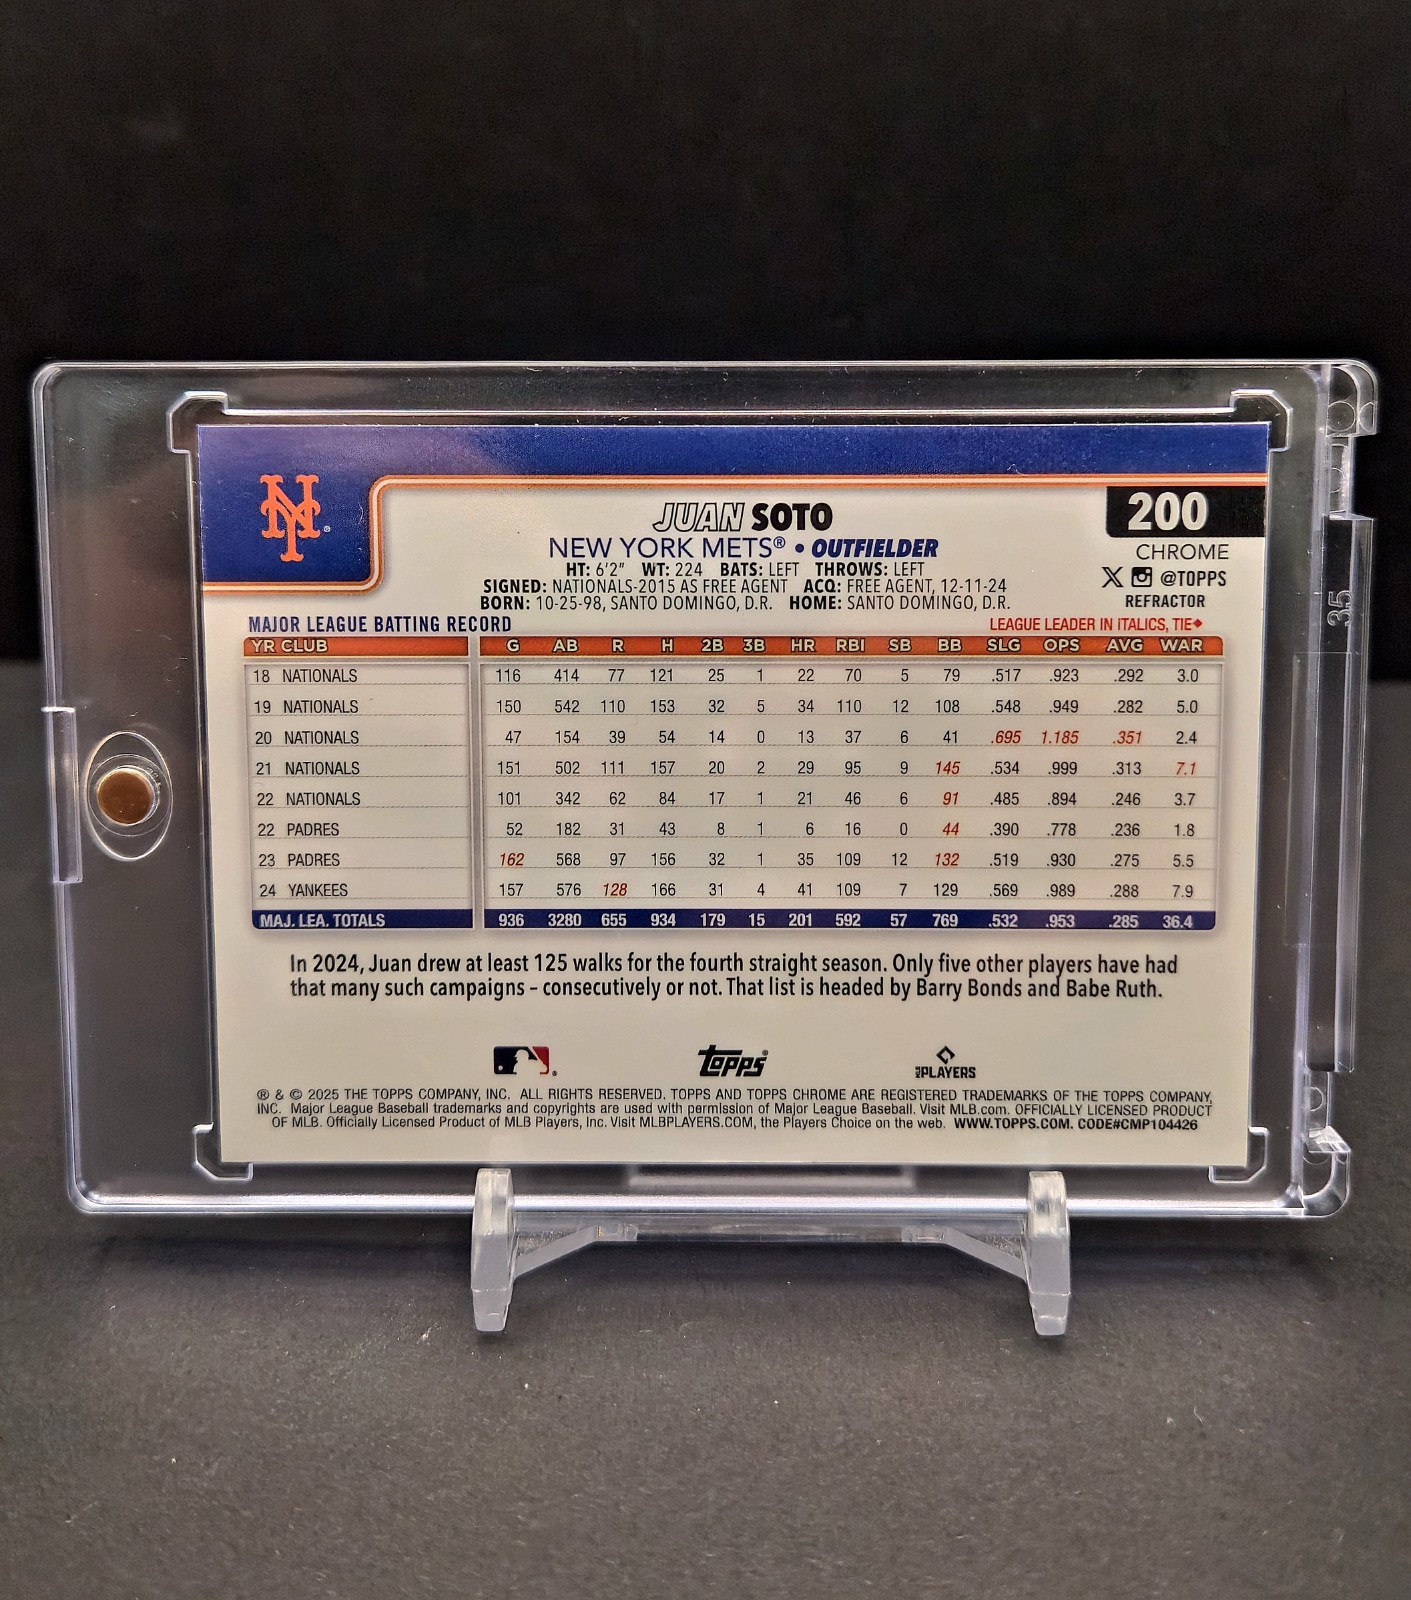 NY
JUAN SOTO
200
NEW YORK METS® • OUTFIELDER
CHROME
HT: 6'2" WT: 224 BATS: LEFT THROWS: LEFT
X @TOPPS
SIGNED: NATIONALS-2015 AS FREE AGENT ACQ: FREE AGENT, 12-11-24
REFRACTOR
BORN: 10-25-98, SANTO DOMINGO, D.R. HOME: SANTO DOMINGO, D.R.
35
MAJOR LEAGUE BATTING RECORD LEAGUE LEADER IN ITALICS, TIE◆
YR CLUB G AB R H 2B 3B HR RBI SB BB SLG OPS AVG WAR
18 NATIONALS 116 414 77 121 25 1 22 70 5 79 .517 .923 .292 3.0
19 NATIONALS 150 542 110 153 32 5 34 110 12 108 .548 .949 .282 5.0
20 NATIONALS 47 154 39 54 14 0 13 37 6 41 .695 1.185 .351 2.4
21 NATIONALS 151 502 111 157 20 2 29 95 9 145 .534 .999 .313 7.1
22 NATIONALS 101 342 62 84 17 1 21 46 6 91 .485 .894 .246 3.7
22 PADRES 52 182 31 43 8 1 6 16 0 44 .390 .778 .236 1.8
23 PADRES 162 568 97 156 32 1 35 109 12 132 .519 .930 .275 5.5
24 YANKEES 157 576 128 166 31 4 41 109 7 129 .569 .989 .288 7.9
MAJ. LEA. TOTALS 936 3280 655 934 179 15 201 592 57 769 .532 .953 .285 36.4
In 2024, Juan drew at least 125 walks for the fourth straight season. Only five other players have had
that many such campaigns – consecutively or not. That list is headed by Barry Bonds and Babe Ruth.
Topps®
MLB PLAYERS
® & © 2025 THE TOPPS COMPANY, INC. ALL RIGHTS RESERVED. TOPPS AND TOPPS CHROME ARE REGISTERED TRADEMARKS OF THE TOPPS COMPANY,
INC. Major League Baseball trademarks and copyrights are used with permission of Major League Baseball. Visit MLB.com. OFFICIALLY LICENSED PRODUCT
OF MLB. Officially Licensed Product of MLB Players, Inc. Visit MLBPLAYERS.COM, the Players Choice on the web. WWW.TOPPS.COM. CODE#CMP104426